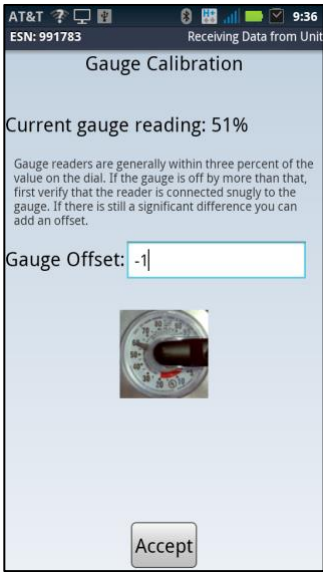 AT&T 9:36
ESN: 991783 Receiving Data from Unit
Gauge Calibration
Current gauge reading: 51%
Gauge readers are generally within three percent of the
value on the dial. If the gauge is off by more than that,
first verify that the reader is connected snugly to the
gauge. If there is still a significant difference you can
add an offset.
Gauge Offset: -1
Accept